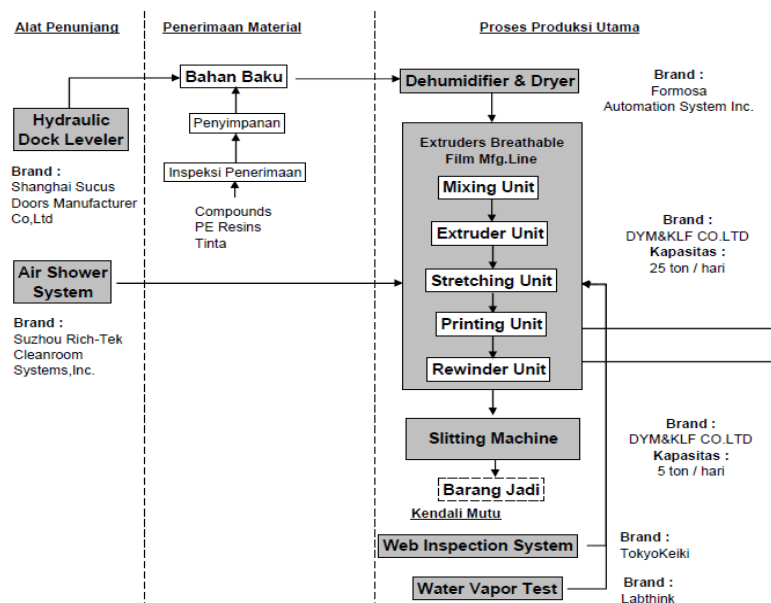 Alat Penunjang
Penerimaan Material
Proses Produksi Utama
Hydraulic
Dock Leveler
Brand :
Shanghai Sucus
Doors Manufacturer
Co,Ltd
Air Shower
System
Brand :
Suzhou Rich-Tek
Cleanroom
Systems,Inc.
Bahan Baku
Penyimpanan
Inspeksi Penerimaan
Compounds
PE Resins
Tinta
Dehumidifier & Dryer
Brand :
Formosa
Automation System Inc.
Extruders Breathable
Film Mfg.Line
Mixing Unit
Extruder Unit
Stretching Unit
Printing Unit
Rewinder Unit
Brand :
DYM&KLF CO.LTD
Kapasitas :
25 ton / hari
Slitting Machine
Brand :
DYM&KLF CO.LTD
Kapasitas :
5 ton / hari
Barang Jadi
Kendali Mutu
Web Inspection System
Brand :
TokyoKeiki
Water Vapor Test
Brand :
Labthink